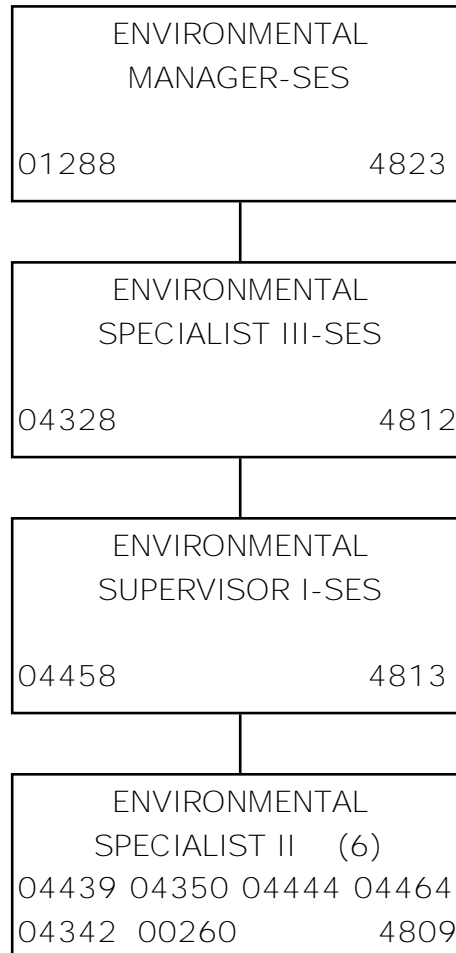 ENVIRONMENTAL
MANAGER-SES
01288 4823
ENVIRONMENTAL
SPECIALIST III-SES
04328 4812
ENVIRONMENTAL
SUPERVISOR I-SES
04458 4813
ENVIRONMENTAL
SPECIALIST II (6)
04439 04350 04444 04464
04342 00260 4809